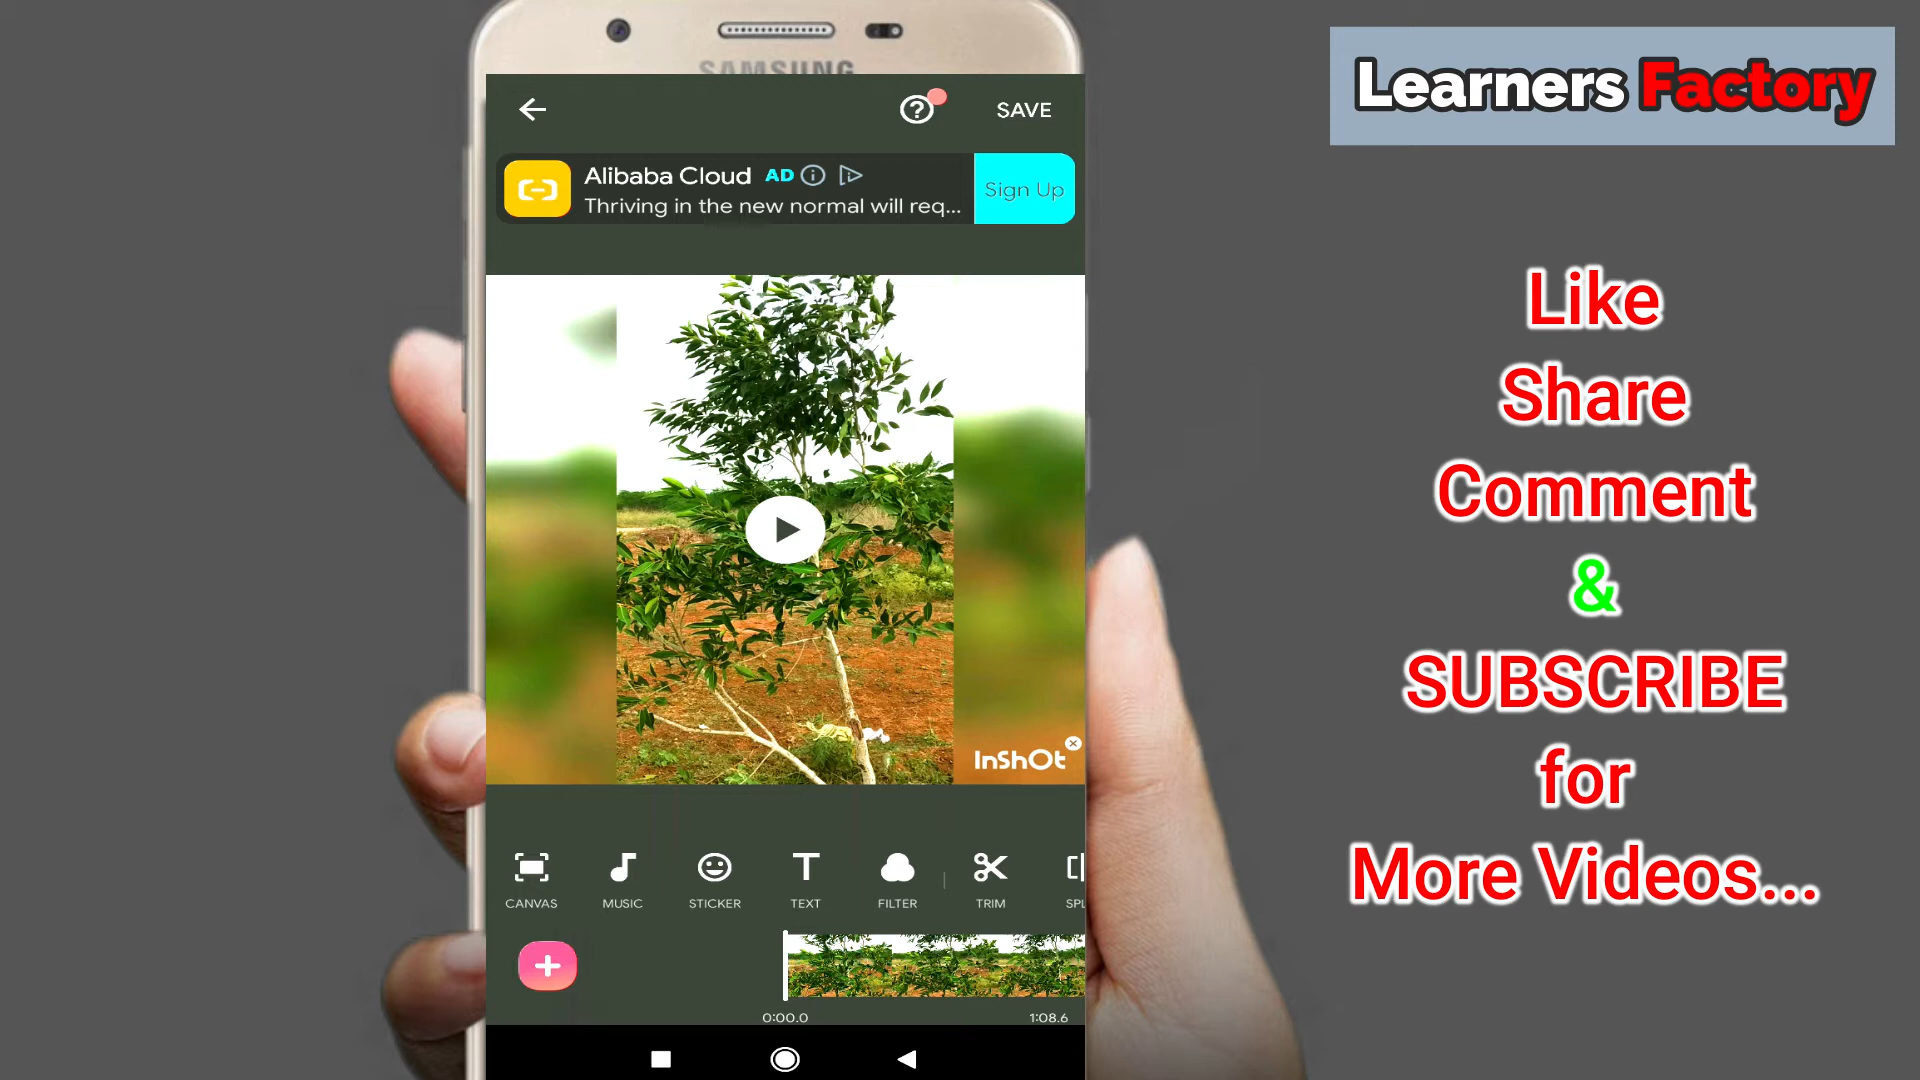 SAMSUNG
SAVE
Alibaba Cloud AD
Thriving in the new normal will req...
Sign Up
InShOt
CANVAS
MUSIC
STICKER
TEXT
FILTER
TRIM
SPL
0:00.0
1:08.6
Learners Factory
Like
Share
Comment
&
SUBSCRIBE
for
More Videos...